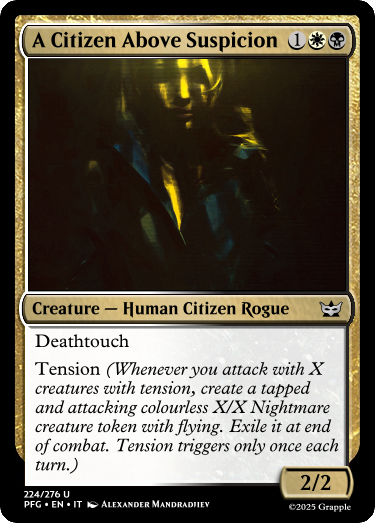 A Citizen Above Suspicion 1
Creature — Human Citizen Rogue
Deathtouch
Tension (Whenever you attack with X
creatures with tension, create a tapped
and attacking colourless X/X Nightmare
creature token with flying. Exile it at end
of combat. Tension triggers only once each
turn.)
2/2
224/276 U
PFG • EN • IT Alexander Mandradhiev
©2025 Grapple